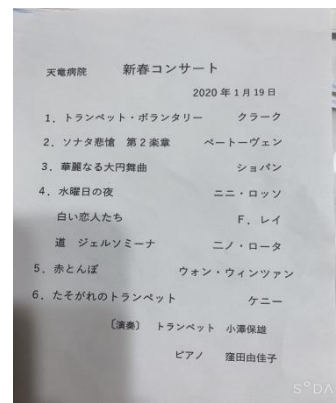 天竜病院　新春コンサート
2020年1月19日
1．トランペット・ボランタリー　クラーク
2．ソナタ悲愴　第2楽章　ベートーヴェン
3．華麗なる大円舞曲　ショパン
4．水曜日の夜　ニニ・ロッソ
白い恋人たち　F．レイ
道　ジェルソミーナ　ニノ・ロータ
5．赤とんぼ　ウォン・ウィンツァン
6．たそがれのトランペット　ケニー
〔演奏〕　トランペット　小澤保雄
ピアノ　窪田由佳子
SODA